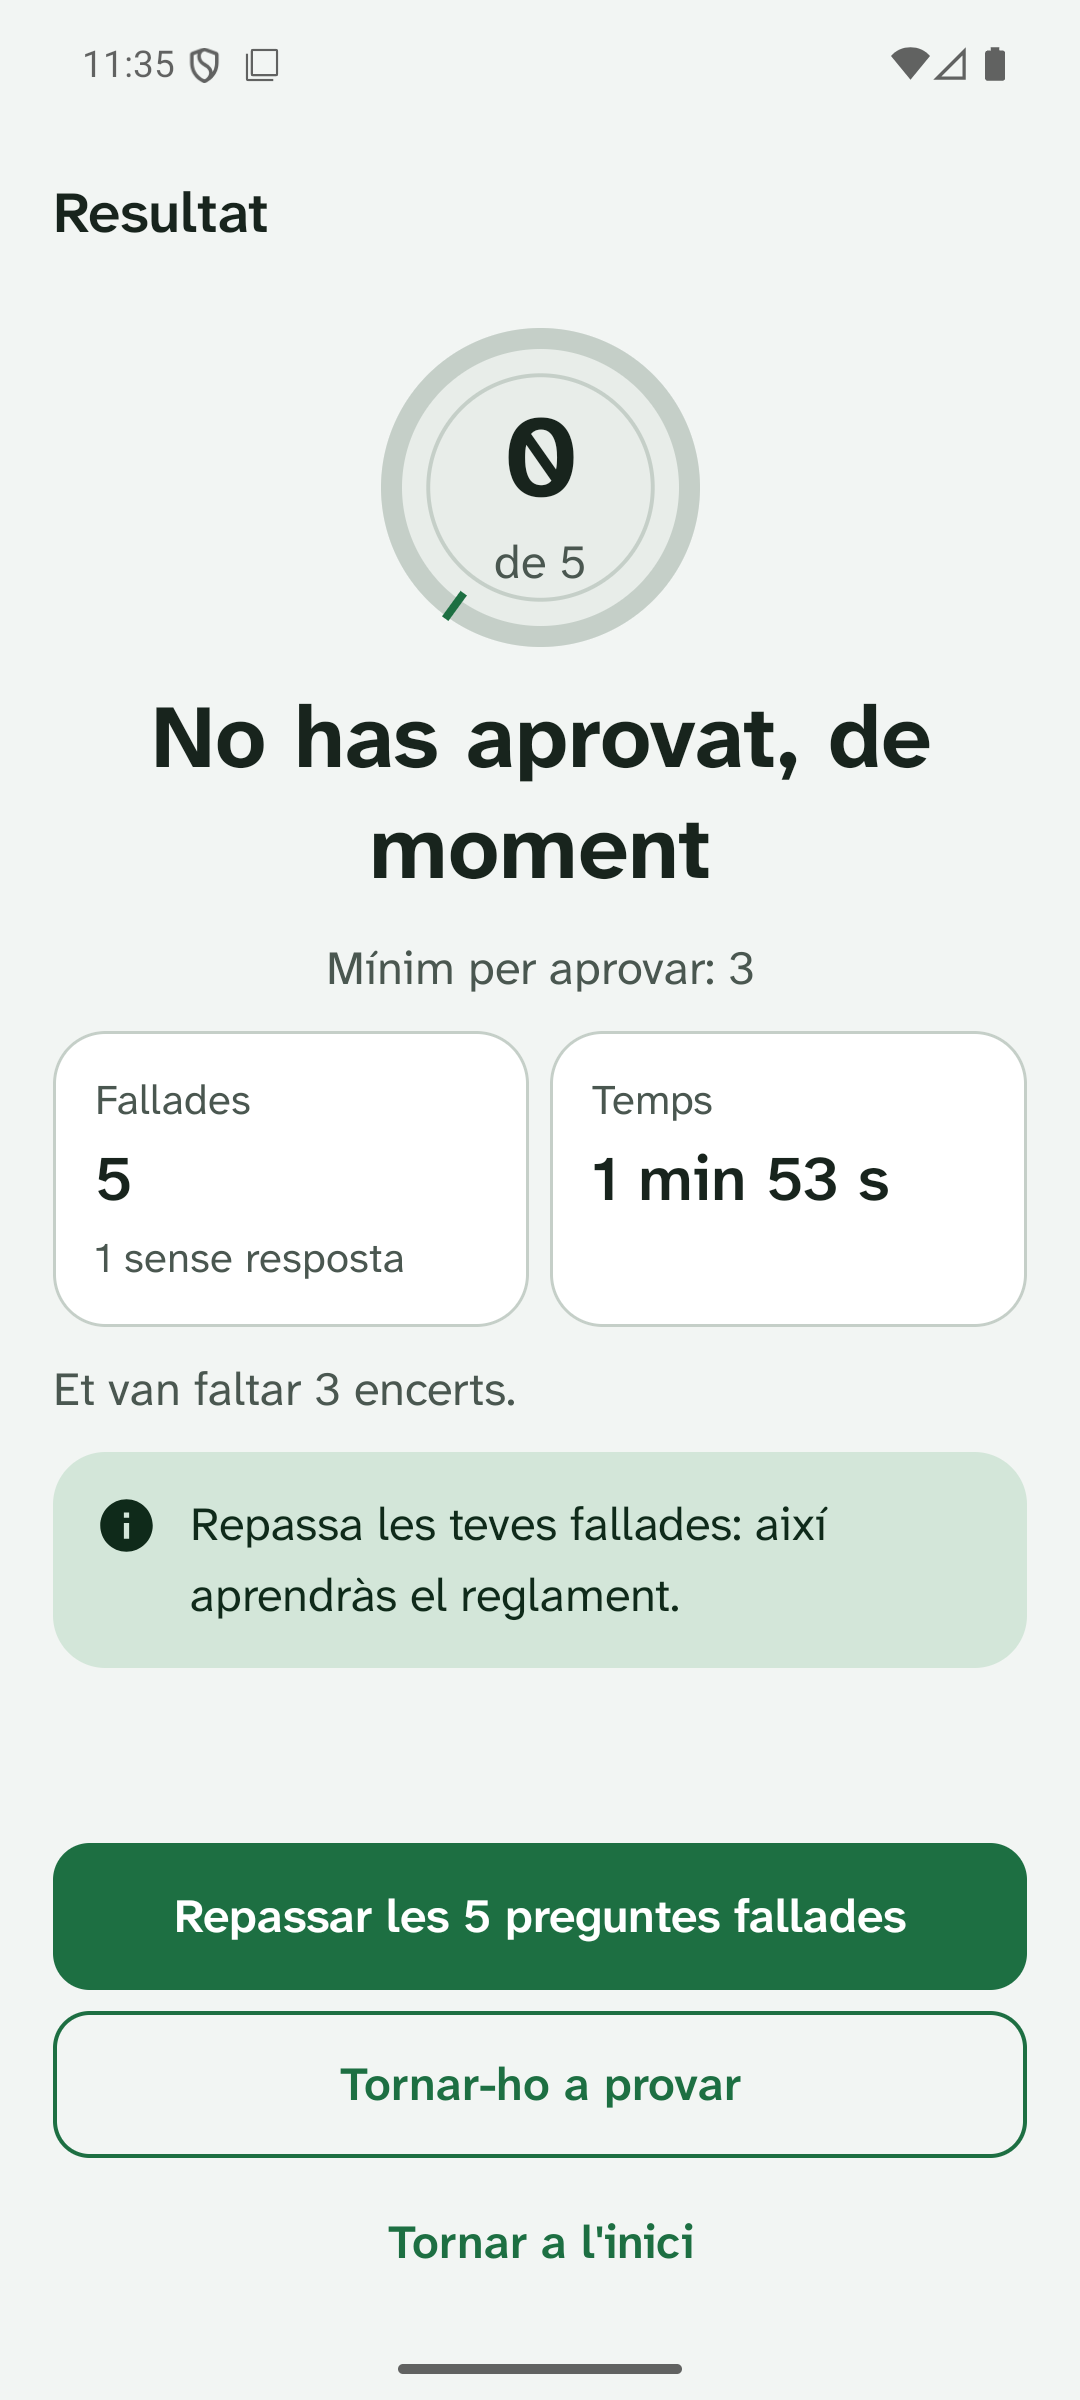 11:35
Resultat
0
de 5
No has aprovat, de
moment
Mínim per aprovar: 3
Fallades
5
1 sense resposta
Temps
1 min 53 s
Et van faltar 3 encerts.
Repassa les teves fallades: així
aprendràs el reglament.
Repassar les 5 preguntes fallades
Tornar-ho a provar
Tornar a l'inici